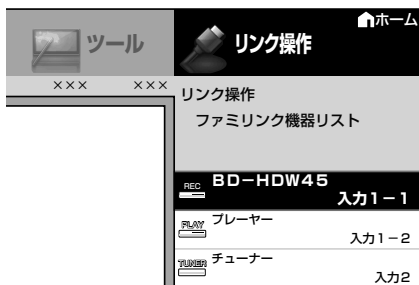 ホーム
ツール
リンク操作
××× ×××
リンク操作
ファミリンク機器リスト
REC BD-HDW45
入力1-1
PLAY プレーヤー
入力1-2
TUNER チューナー
入力2